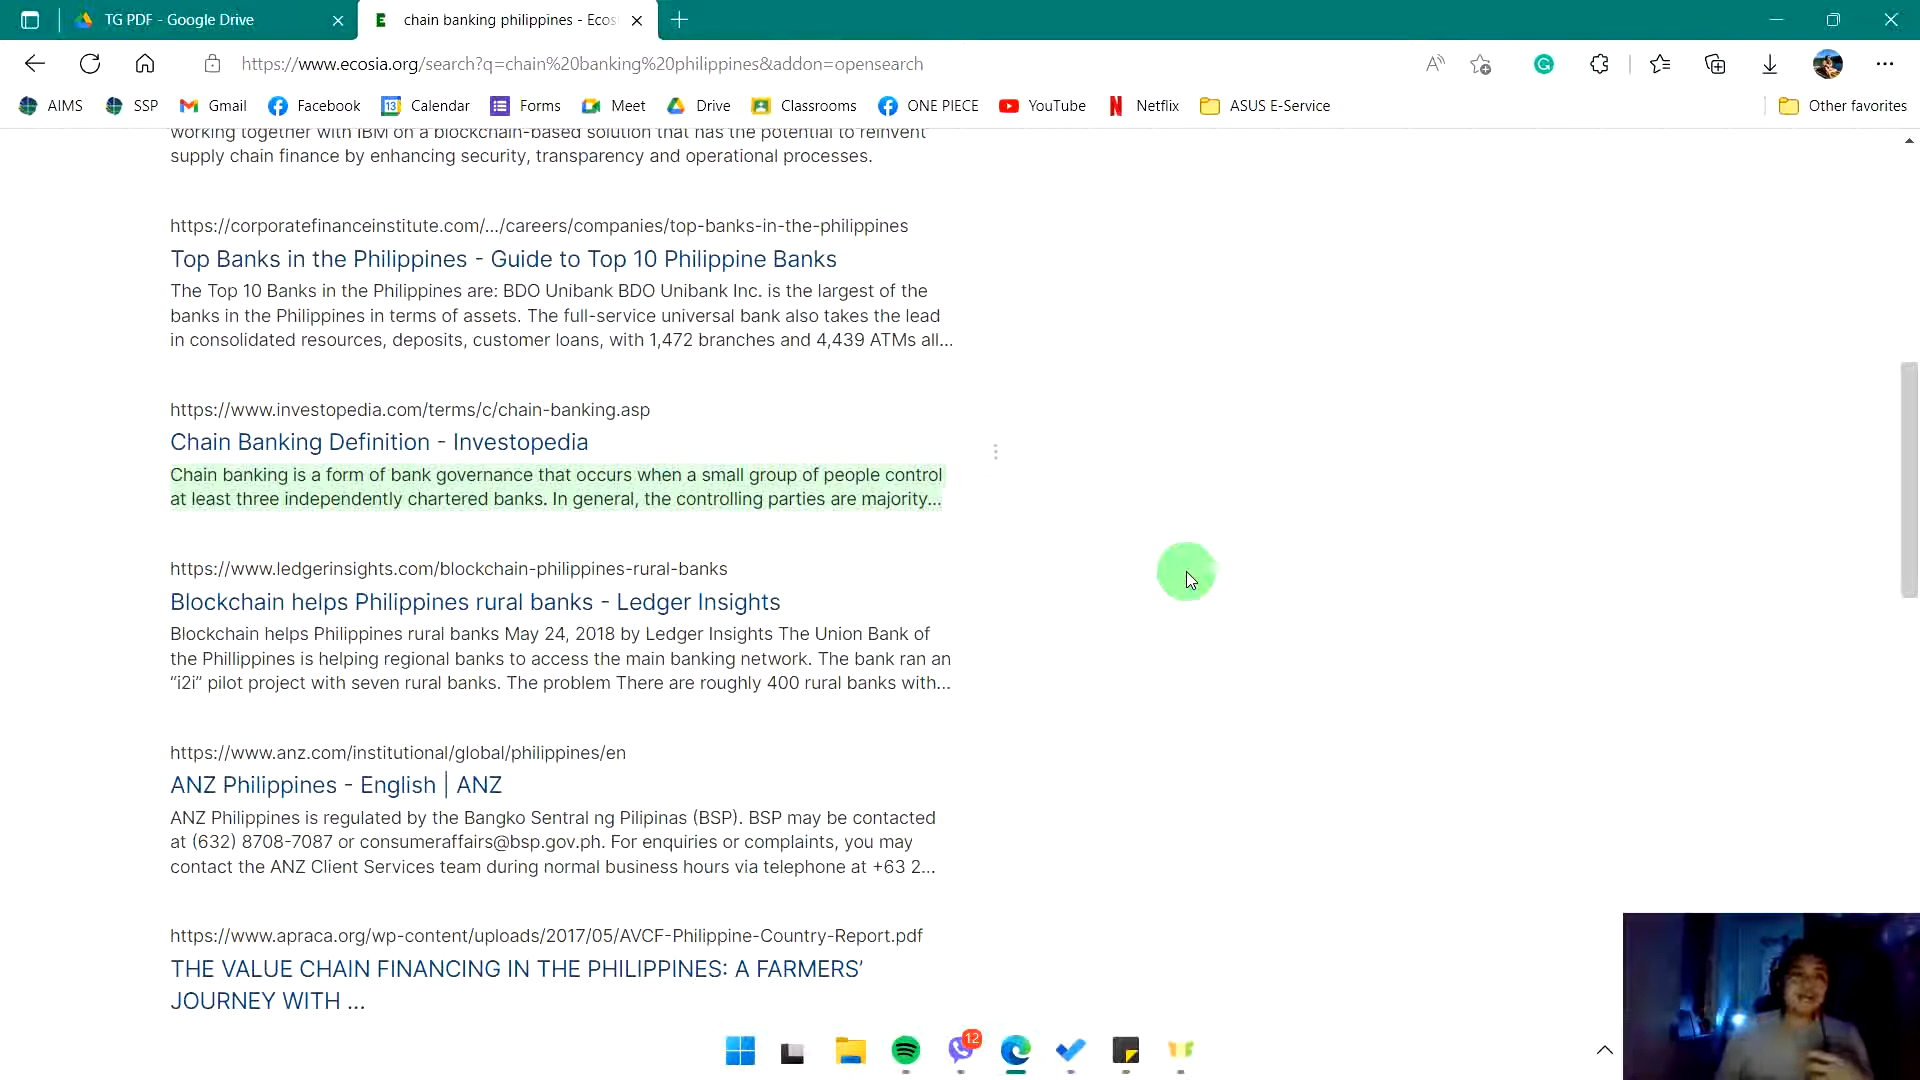 TG PDF - Google Drive
chain banking philippines - Ecos
https://www.ecosia.org/search?q=chain%20banking%20philippines&addon=opensearch
AIMS SSP Gmail Facebook Calendar Forms Meet Drive Classrooms ONE PIECE YouTube Netflix ASUS E-Service Other favorites
working together with IBM on a blockchain-based solution that has the potential to reinvent
supply chain finance by enhancing security, transparency and operational processes.
https://corporatefinanceinstitute.com/.../careers/companies/top-banks-in-the-philippines
Top Banks in the Philippines - Guide to Top 10 Philippine Banks
The Top 10 Banks in the Philippines are: BDO Unibank BDO Unibank Inc. is the largest of the
banks in the Philippines in terms of assets. The full-service universal bank also takes the lead
in consolidated resources, deposits, customer loans, with 1,472 branches and 4,439 ATMs all...
https://www.investopedia.com/terms/c/chain-banking.asp
Chain Banking Definition - Investopedia
Chain banking is a form of bank governance that occurs when a small group of people control
at least three independently chartered banks. In general, the controlling parties are majority...
https://www.ledgerinsights.com/blockchain-philippines-rural-banks
Blockchain helps Philippines rural banks - Ledger Insights
Blockchain helps Philippines rural banks May 24, 2018 by Ledger Insights The Union Bank of
the Phillippines is helping regional banks to access the main banking network. The bank ran an
“i2i” pilot project with seven rural banks. The problem There are roughly 400 rural banks with...
https://www.anz.com/institutional/global/philippines/en
ANZ Philippines - English | ANZ
ANZ Philippines is regulated by the Bangko Sentral ng Pilipinas (BSP). BSP may be contacted
at (632) 8708-7087 or consumeraffairs@bsp.gov.ph. For enquiries or complaints, you may
contact the ANZ Client Services team during normal business hours via telephone at +63 2...
https://www.apraca.org/wp-content/uploads/2017/05/AVCF-Philippine-Country-Report.pdf
THE VALUE CHAIN FINANCING IN THE PHILIPPINES: A FARMERS’
JOURNEY WITH ...
12